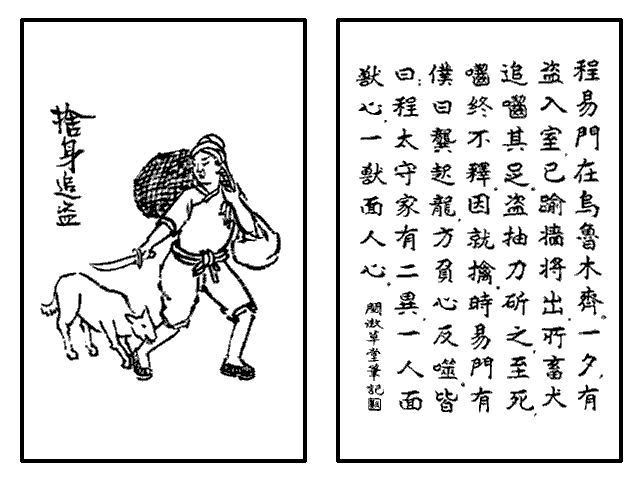 捨身追盜
程易門在烏魯木齊。一夕,有
盜入室,已踰牆將出,所畜犬
追嚙其足。盜抽刀斫之,至死,
嚙終不釋,因就擒。時易門有
僕曰龔起龍,方負心反噬。皆
曰:程太守家有二異,一人面
獸心,一獸面人心。閱微草堂筆記